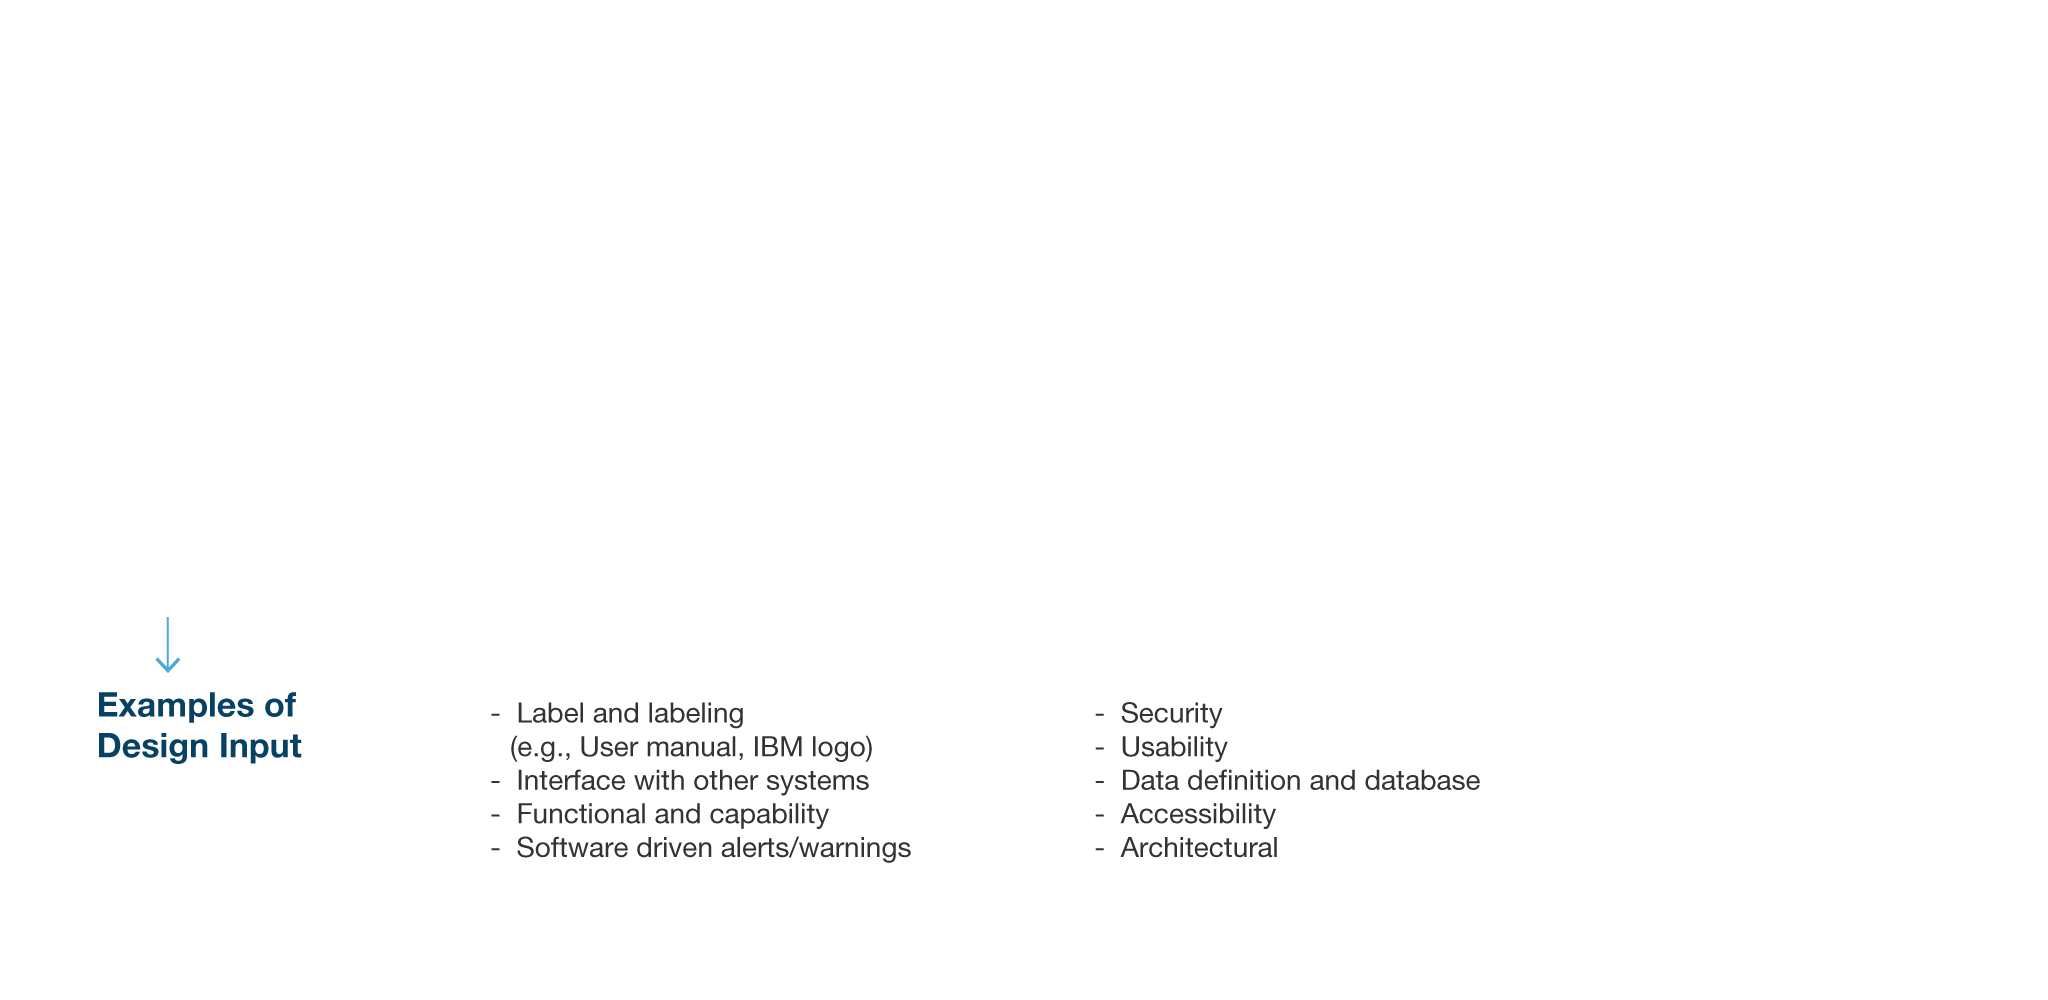 Examples of
Design Input
- Label and labeling
(e.g., User manual, IBM logo)
- Interface with other systems
- Functional and capability
- Software driven alerts/warnings
- Security
- Usability
- Data definition and database
- Accessibility
- Architectural